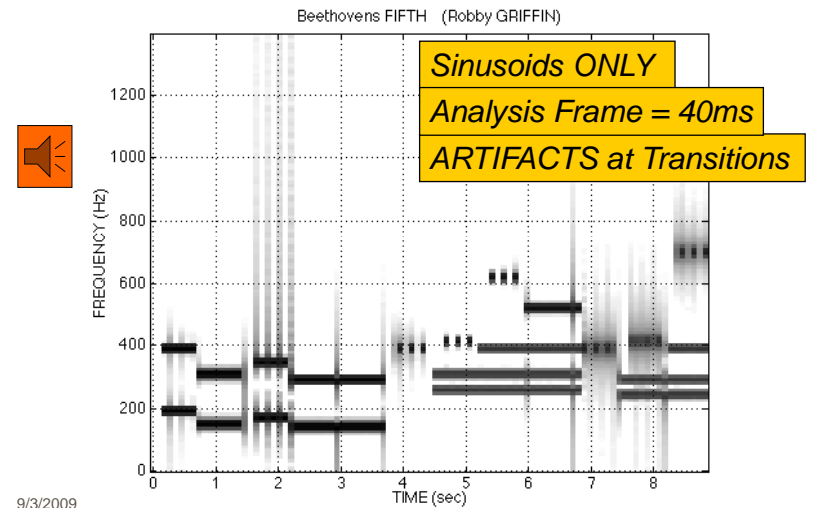 Beethovens FIFTH (Robby GRIFFIN)
Sinusoids ONLY
Analysis Frame = 40ms
ARTIFACTS at Transitions
FREQUENCY (Hz)
1200
1000
800
600
400
200
0
0 1 2 3 4 5 6 7 8
TIME (sec)
9/3/2009